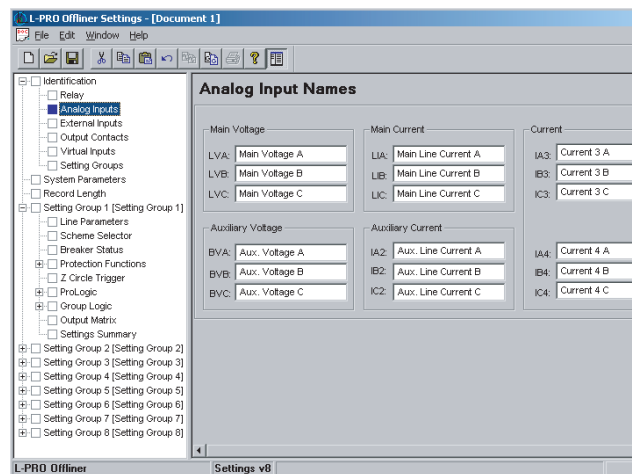 L-PRO Offliner Settings - [Document 1]
File Edit Window Help
Identification
Relay
Analog Inputs
External Inputs
Output Contacts
Virtual Inputs
Setting Groups
System Parameters
Record Length
Setting Group 1 [Setting Group 1]
Line Parameters
Scheme Selector
Breaker Status
Protection Functions
Z Circle Trigger
ProLogic
Group Logic
Output Matrix
Settings Summary
Setting Group 2 [Setting Group 2]
Setting Group 3 [Setting Group 3]
Setting Group 4 [Setting Group 4]
Setting Group 5 [Setting Group 5]
Setting Group 6 [Setting Group 6]
Setting Group 7 [Setting Group 7]
Setting Group 8 [Setting Group 8]
Analog Input Names
Main Voltage
LVA: Main Voltage A
LVB: Main Voltage B
LVC: Main Voltage C
Main Current
LIA: Main Line Current A
LIB: Main Line Current B
LIC: Main Line Current C
Current
IA3: Current 3 A
IB3: Current 3 B
IC3: Current 3 C
Auxiliary Voltage
BVA: Aux. Voltage A
BVB: Aux. Voltage B
BVC: Aux. Voltage C
Auxiliary Current
IA2: Aux. Line Current A
IB2: Aux. Line Current B
IC2: Aux. Line Current C
IA4: Current 4 A
IB4: Current 4 B
IC4: Current 4 C
L-PRO Offliner Settings v8